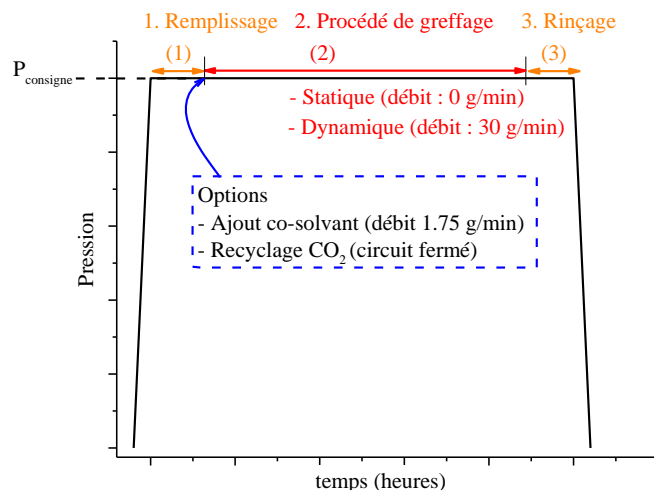 1. Remplissage
2. Procédé de greffage
3. Rinçage
(1)
(2)
(3)
Pconsigne
- Statique (débit : 0 g/min)
- Dynamique (débit : 30 g/min)
Options
- Ajout co-solvant (débit 1.75 g/min)
- Recyclage CO2 (circuit fermé)
Pression
temps (heures)